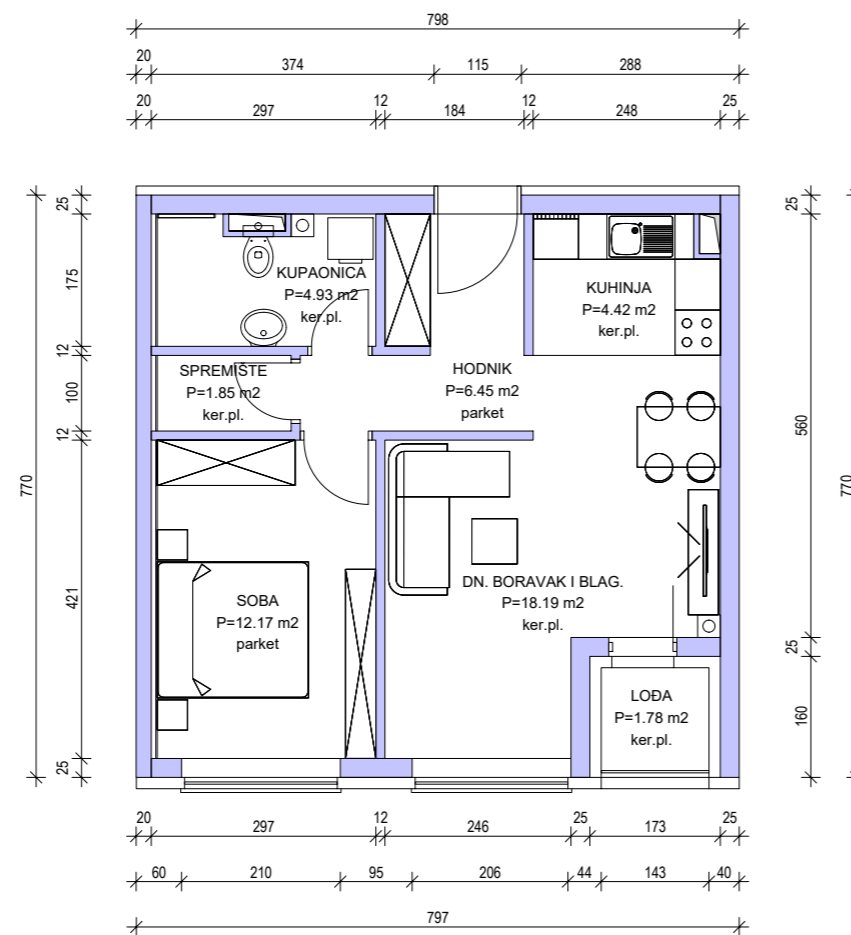 798
20 374 115 288
20 297 12 184 12 248 25
25 175 12 100 12 421 25
770
KUPAONICA
P=4.93 m2
ker.pl.
KUHINJA
P=4.42 m2
ker.pl.
SPREMIŠTE
P=1.85 m2
ker.pl.
HODNIK
P=6.45 m2
parket
DN. BORAVAK I BLAG.
P=18.19 m2
ker.pl.
SOBA
P=12.17 m2
parket
LOĐA
P=1.78 m2
ker.pl.
25 560 25 160
770
20 297 12 246 25 173 25
60 210 95 206 44 143 40
797